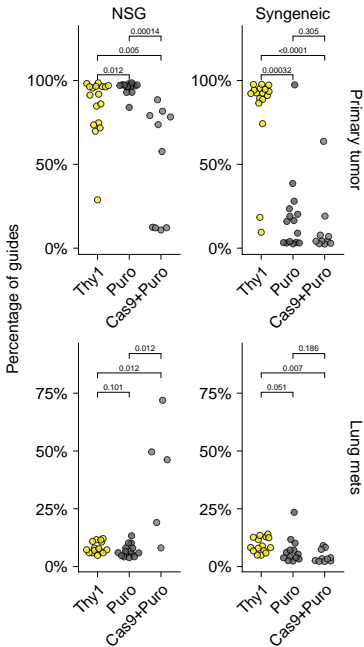 NSG
Syngeneic
0.00014
0.305
0.005
<0.0001
0.012
0.00032
100%
100%
50%
50%
0%
0%
Thy1
Puro
Cas9+Puro
Thy1
Puro
Cas9+Puro
Primary tumor
Percentage of guides
0.012
0.186
0.012
0.007
0.101
0.051
75%
75%
50%
50%
25%
25%
0%
0%
Thy1
Puro
Cas9+Puro
Thy1
Puro
Cas9+Puro
Lung mets